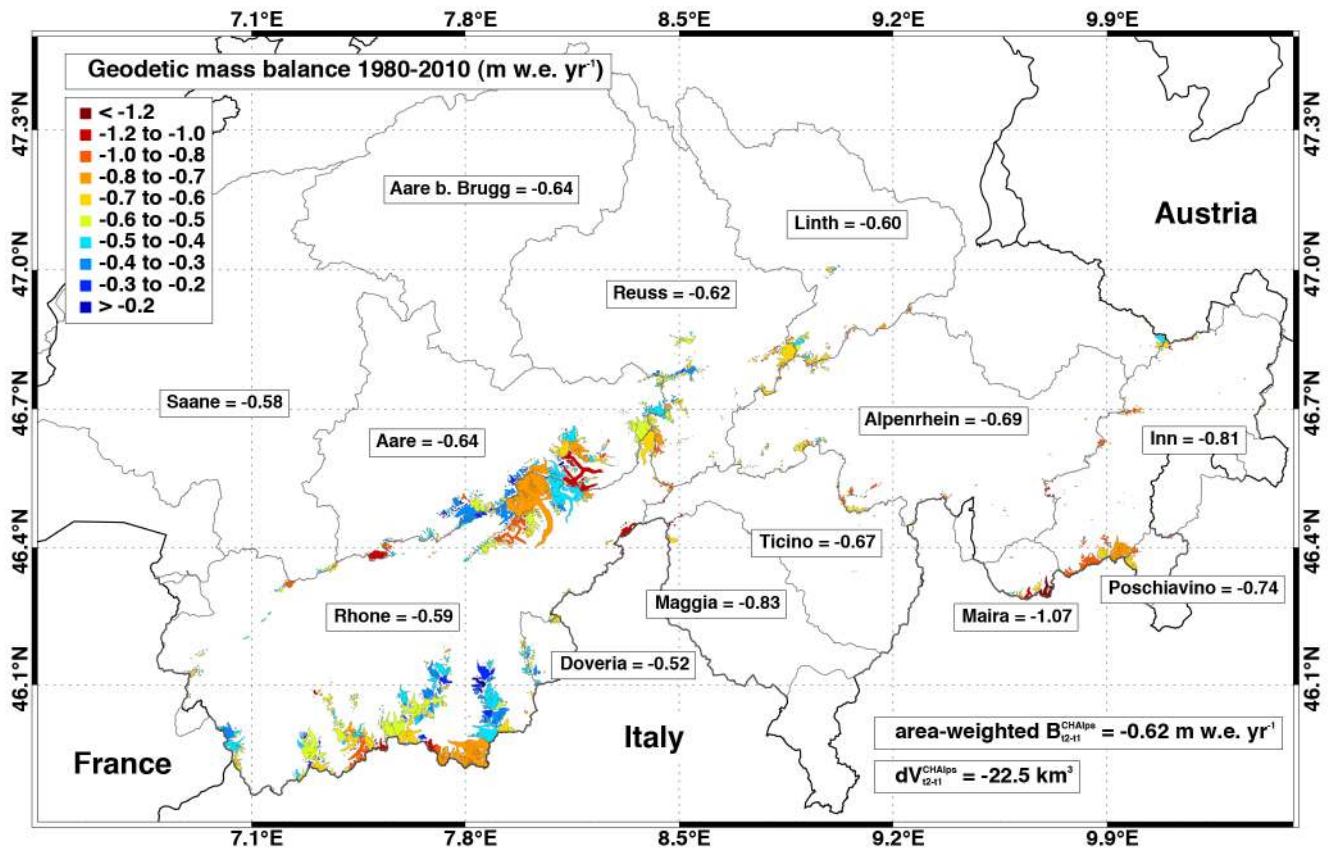 7.1°E 7.8°E 8.5°E 9.2°E 9.9°E
Geodetic mass balance 1980-2010 (m w.e. yr⁻¹)
< -1.2
-1.2 to -1.0
-1.0 to -0.8
-0.8 to -0.7
-0.7 to -0.6
-0.6 to -0.5
-0.5 to -0.4
-0.4 to -0.3
-0.3 to -0.2
> -0.2
47.3°N 47.3°N
Aare b. Brugg = -0.64
Linth = -0.60
Austria
47.0°N 47.0°N
Reuss = -0.62
Saane = -0.58
46.7°N 46.7°N
Alpenrhein = -0.69
Aare = -0.64
Inn = -0.81
46.4°N 46.4°N
Ticino = -0.67
Poschiavino = -0.74
Maggia = -0.83
Rhone = -0.59
Maira = -1.07
Doveria = -0.52
46.1°N 46.1°N
area-weighted B^CHAlps_t2-t1 = -0.62 m w.e. yr⁻¹
Italy
France
dV^CHAlps_t2-t1 = -22.5 km³
7.1°E 7.8°E 8.5°E 9.2°E 9.9°E